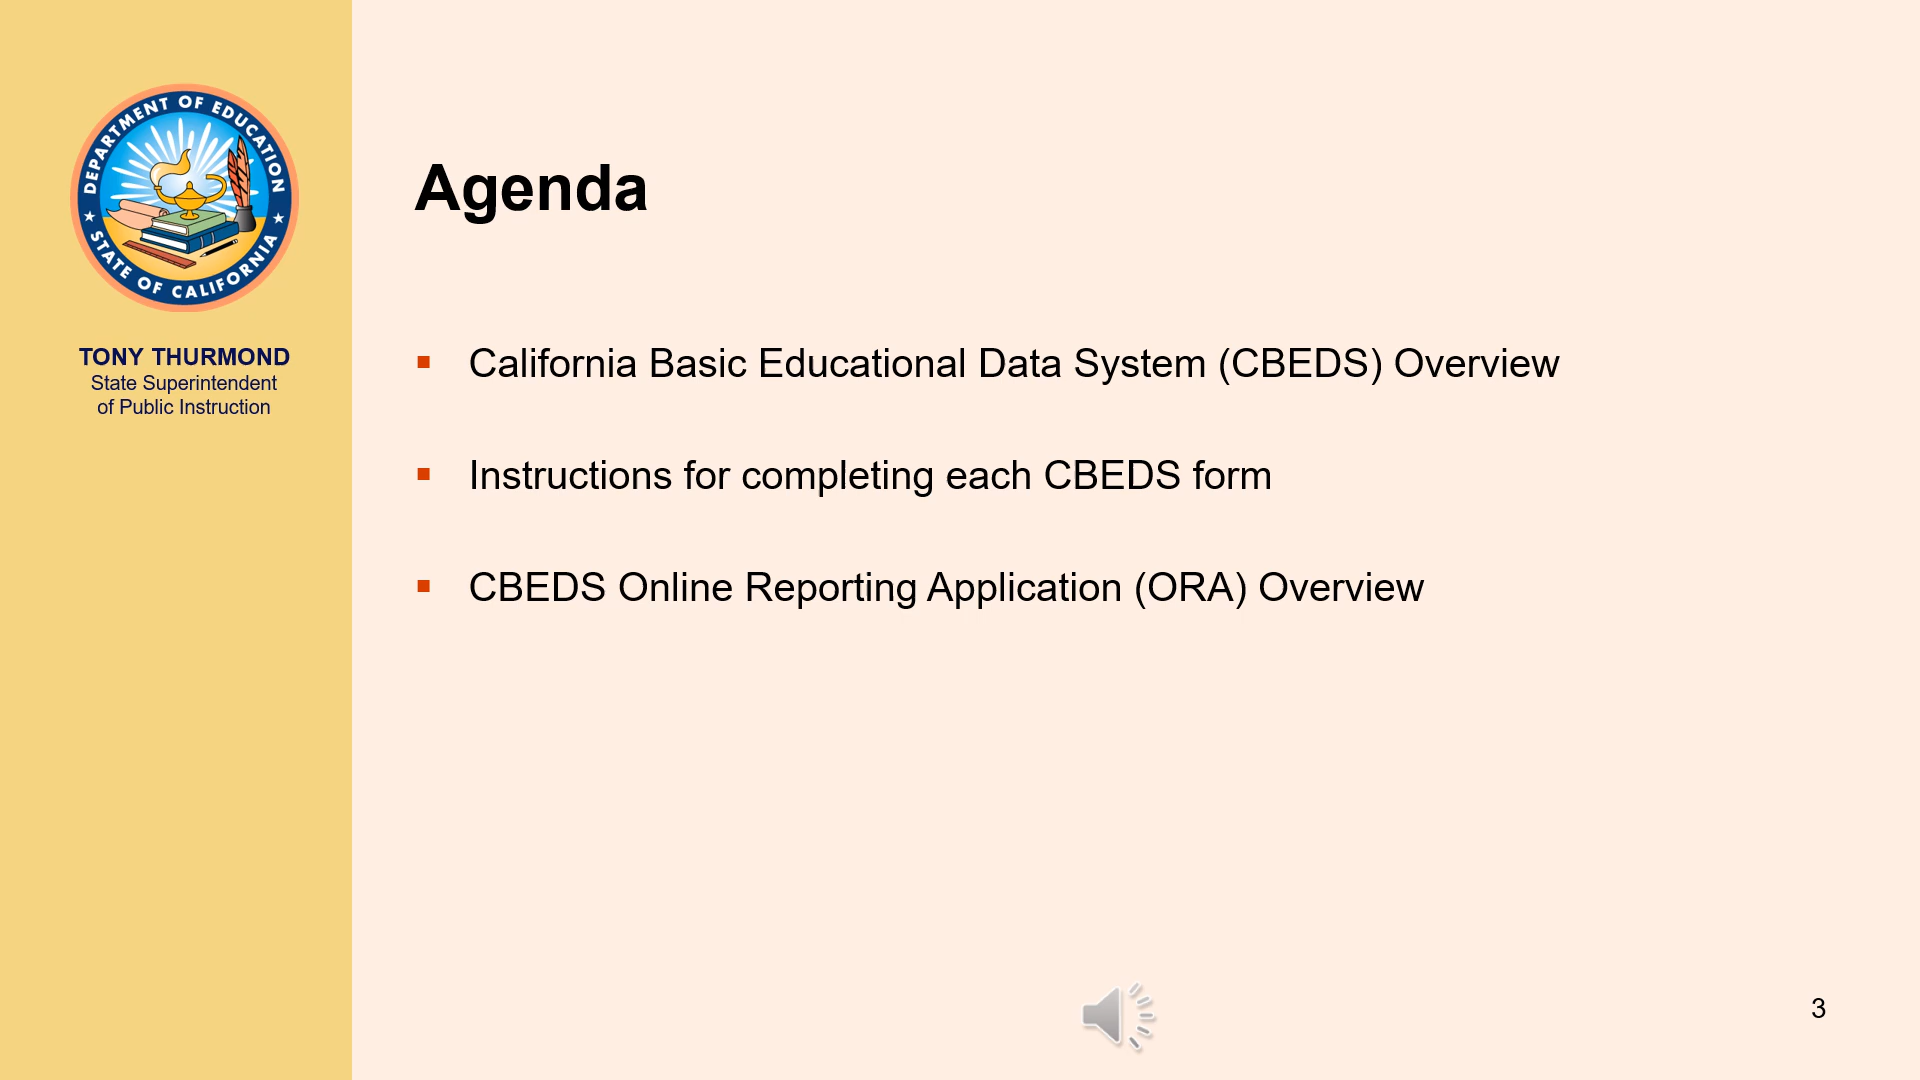 DEPARTMENT OF EDUCATION
STATE OF CALIFORNIA
TONY THURMOND
State Superintendent
of Public Instruction
Agenda
California Basic Educational Data System (CBEDS) Overview
Instructions for completing each CBEDS form
CBEDS Online Reporting Application (ORA) Overview
3